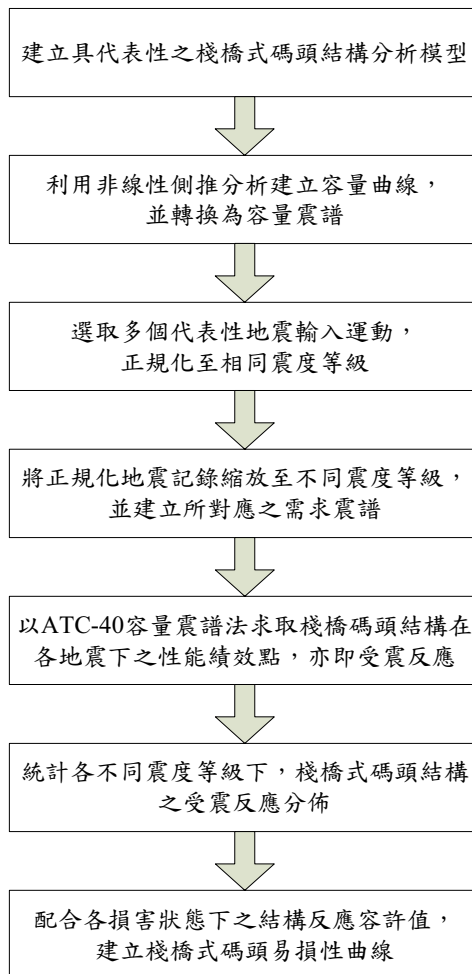 建立具代表性之棧橋式碼頭結構分析模型
利用非線性側推分析建立容量曲線，
並轉換為容量震譜
選取多個代表性地震輸入運動，
正規化至相同震度等級
將正規化地震記錄縮放至不同震度等級，
並建立所對應之需求震譜
以ATC-40容量震譜法求取棧橋碼頭結構在
各地震下之性能績效點，亦即受震反應
統計各不同震度等級下，棧橋式碼頭結構
之受震反應分佈
配合各損害狀態下之結構反應容許值，
建立棧橋式碼頭易損性曲線